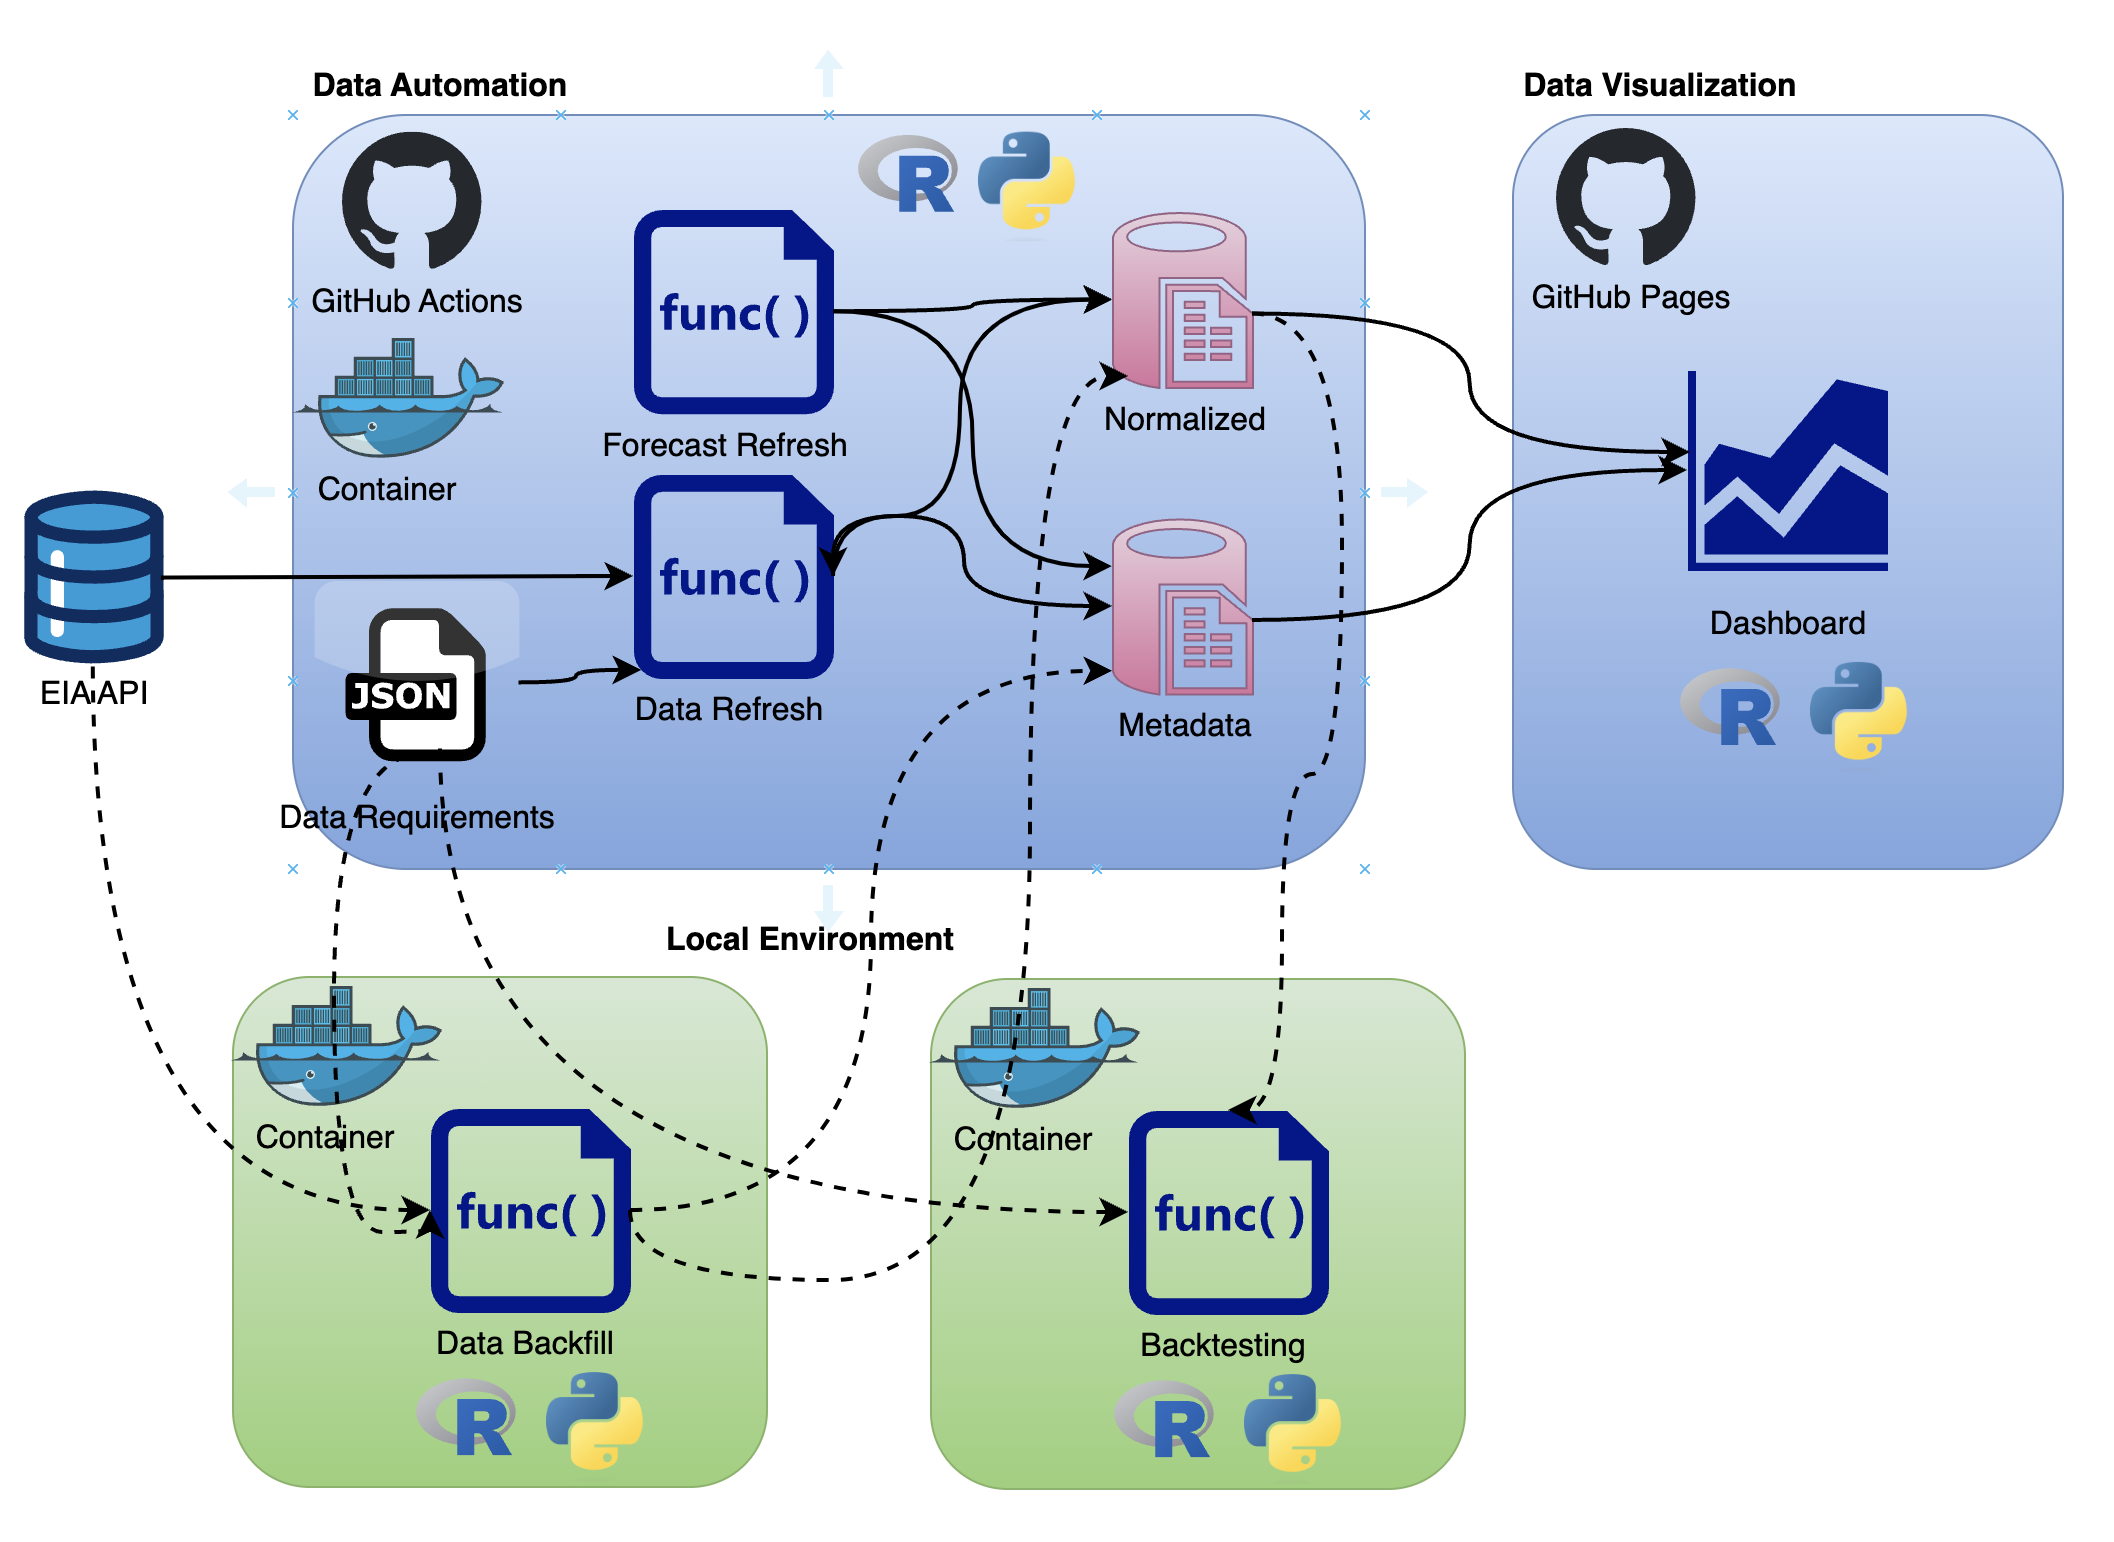 Data Automation
Data Visualization
GitHub Actions
R
GitHub Pages
func()
Normalized
Forecast Refresh
Container
func()
EIA API
JSON
Data Refresh
Metadata
Dashboard
R
Data Requirements
Local Environment
Container
Container
func()
func()
Data Backfill
Backtesting
R
R